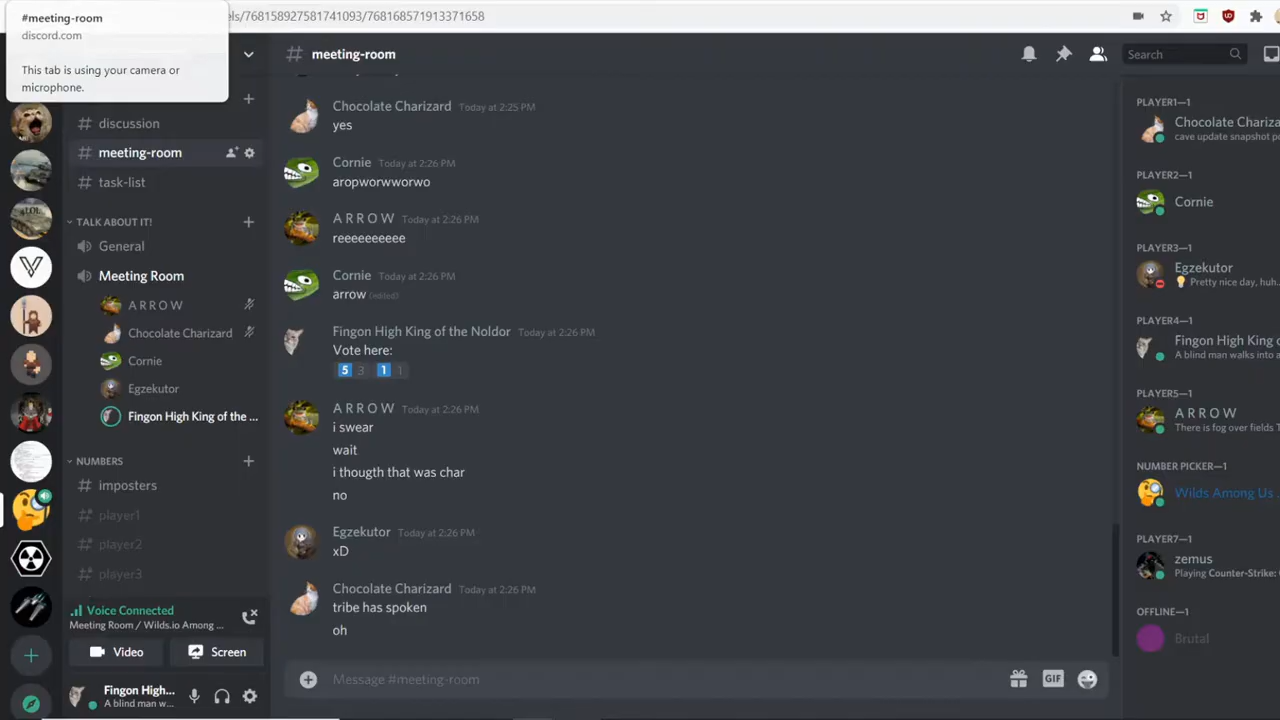 #meeting-room
discord.com
This tab is using your camera or
microphone.
els/768158927581741093/768168571913371658
# discussion
# meeting-room
# task-list
TALK ABOUT IT!
General
Meeting Room
A R R O W
Chocolate Charizard
Cornie
Egzekutor
Fingon High King of the ...
NUMBERS
# imposters
# player1
# player2
# player3
Voice Connected
Meeting Room / Wilds.io Among ...
Video
Screen
Fingon High...
A blind man w...
# meeting-room
Search
Chocolate Charizard Today at 2:25 PM
yes
Cornie Today at 2:26 PM
aropworwworwo
A R R O W Today at 2:26 PM
reeeeeeeeee
Cornie Today at 2:26 PM
arrow (edited)
Fingon High King of the Noldor Today at 2:26 PM
Vote here:
5 3 1 1
A R R O W Today at 2:26 PM
i swear
wait
i thougth that was char
no
Egzekutor Today at 2:26 PM
xD
Chocolate Charizard Today at 2:26 PM
tribe has spoken
oh
Message #meeting-room
GIF
PLAYER1—1
Chocolate Chariza
cave update snapshot po
PLAYER2—1
Cornie
PLAYER3—1
Egzekutor
Pretty nice day, huh...
PLAYER4—1
Fingon High King o
A blind man walks into a
PLAYER5—1
A R R O W
There is fog over fields T
NUMBER PICKER—1
Wilds Among Us
PLAYER7—1
zemus
Playing Counter-Strike:
OFFLINE—1
Brutal